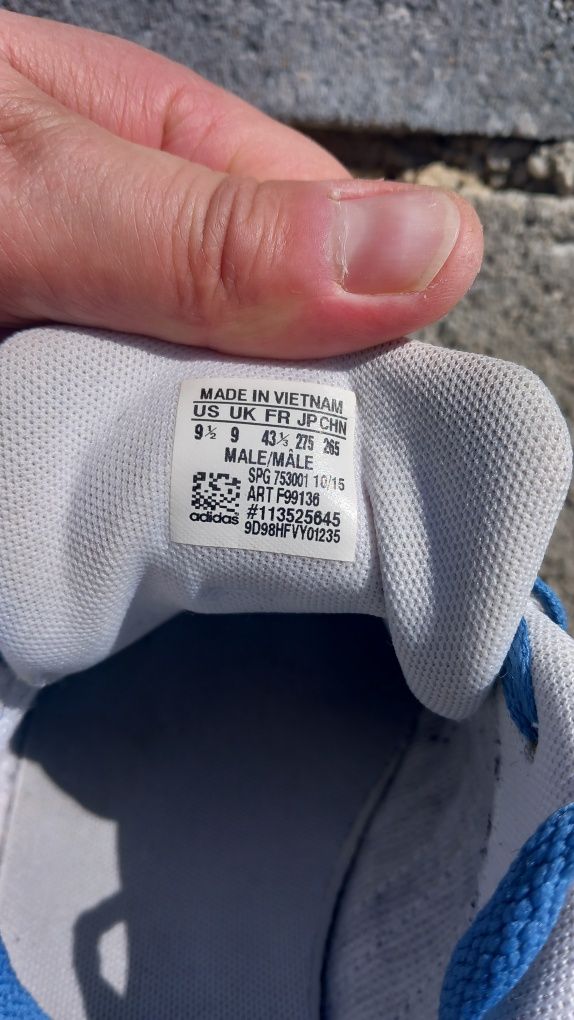 MADE IN VIETNAM
US UK FR JP CHN
9½ 9 43⅓ 275 265
MALE/MÂLE
SPG 753001 10/15
ART F99136
#113525645
adidas 9D98HFVY01235